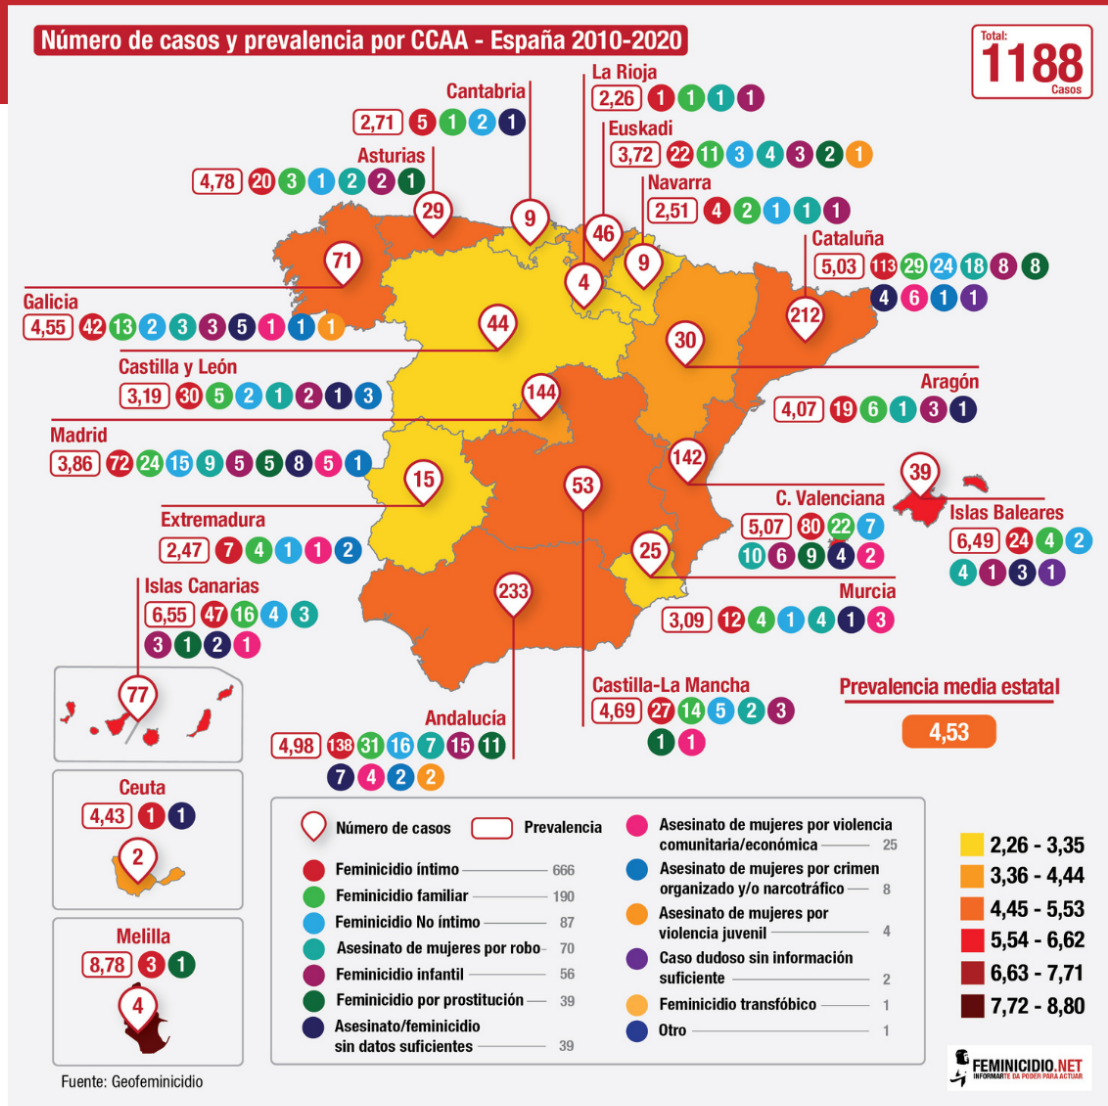 Número de casos y prevalencia por CCAA - España 2010-2020
Total:
1188
Casos
La Rioja
2,26 1 1 1 1
Cantabria
2,71 5 1 2 1
Euskadi
3,72 22 11 3 4 3 2 1
Asturias
4,78 20 3 1 2 2 1
Navarra
2,51 4 2 1 1 1
Cataluña
5,03 113 29 24 18 8 8
4 6 1 1
29
9
46
9
71
4
212
Galicia
4,55 42 13 2 3 3 5 1 1 1
44
30
Castilla y León
3,19 30 5 2 1 2 1 3
144
Aragón
4,07 19 6 1 3 1
Madrid
3,86 72 24 15 9 5 5 8 5 1
15
53
142
39
C. Valenciana
5,07 80 22 7
10 6 9 4 2
Islas Baleares
6,49 24 4 2
4 1 3 1
Extremadura
2,47 7 4 1 1 2
25
Murcia
3,09 12 4 1 4 1 3
Islas Canarias
6,55 47 16 4 3
3 1 2 1
233
77
Castilla-La Mancha
4,69 27 14 5 2 3
1 1
Prevalencia media estatal
4,53
Andalucía
4,98 138 31 16 7 15 11
7 4 2 2
Ceuta
4,43 1 1
2
Melilla
8,78 3 1
4
Número de casos
Prevalencia
Feminicidio íntimo 666
Feminicidio familiar 190
Feminicidio No íntimo 87
Asesinato de mujeres por robo 70
Feminicidio infantil 56
Feminicidio por prostitución 39
Asesinato/feminicidio
sin datos suficientes 39
Asesinato de mujeres por violencia
comunitaria/económica 25
Asesinato de mujeres por crimen
organizado y/o narcotráfico 8
Asesinato de mujeres por
violencia juvenil 4
Caso dudoso sin información
suficiente 2
Feminicidio transfóbico 1
Otro 1
2,26 - 3,35
3,36 - 4,44
4,45 - 5,53
5,54 - 6,62
6,63 - 7,71
7,72 - 8,80
Fuente: Geofeminicidio
FEMINICIDIO.NET
INFORMARTE DA PODER PARA ACTUAR